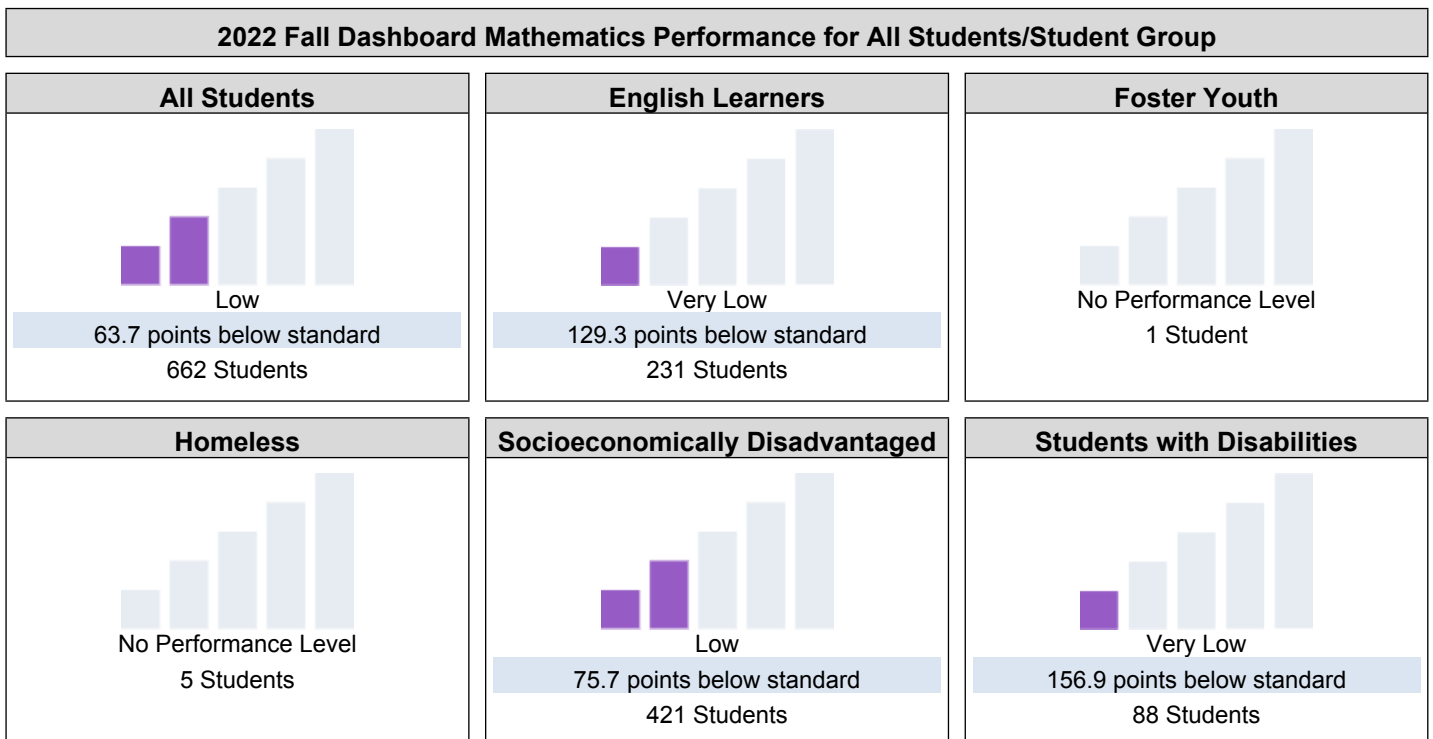 2022 Fall Dashboard Mathematics Performance for All Students/Student Group
All Students
Low
63.7 points below standard
662 Students
English Learners
Very Low
129.3 points below standard
231 Students
Foster Youth
No Performance Level
1 Student
Homeless
No Performance Level
5 Students
Socioeconomically Disadvantaged
Low
75.7 points below standard
421 Students
Students with Disabilities
Very Low
156.9 points below standard
88 Students